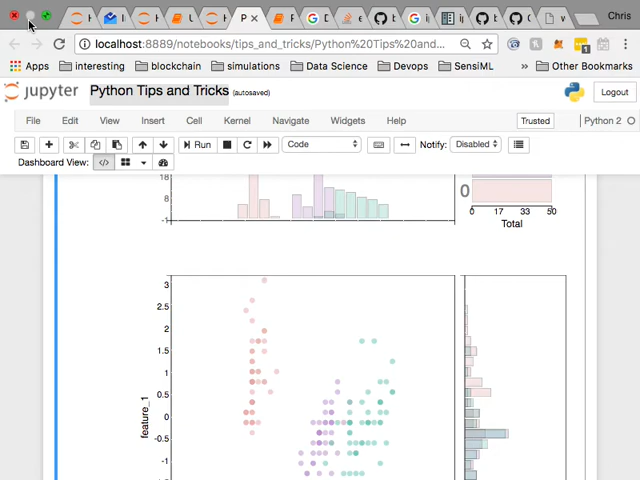 P
Chris
localhost:8889/notebooks/tips_and_tricks/Python%20Tips%20and...
Apps interesting blockchain simulations Data Science Devops SensiML » Other Bookmarks
jupyter Python Tips and Tricks (autosaved) Logout
File Edit View Insert Cell Kernel Navigate Widgets Help Trusted Python 2
Run Code Notify: Disabled
Dashboard View:
18
8
-1
0
0 17 33 50
Total
3
2.5
2
1.5
1
0.5
0
-0.5
-1
feature_1